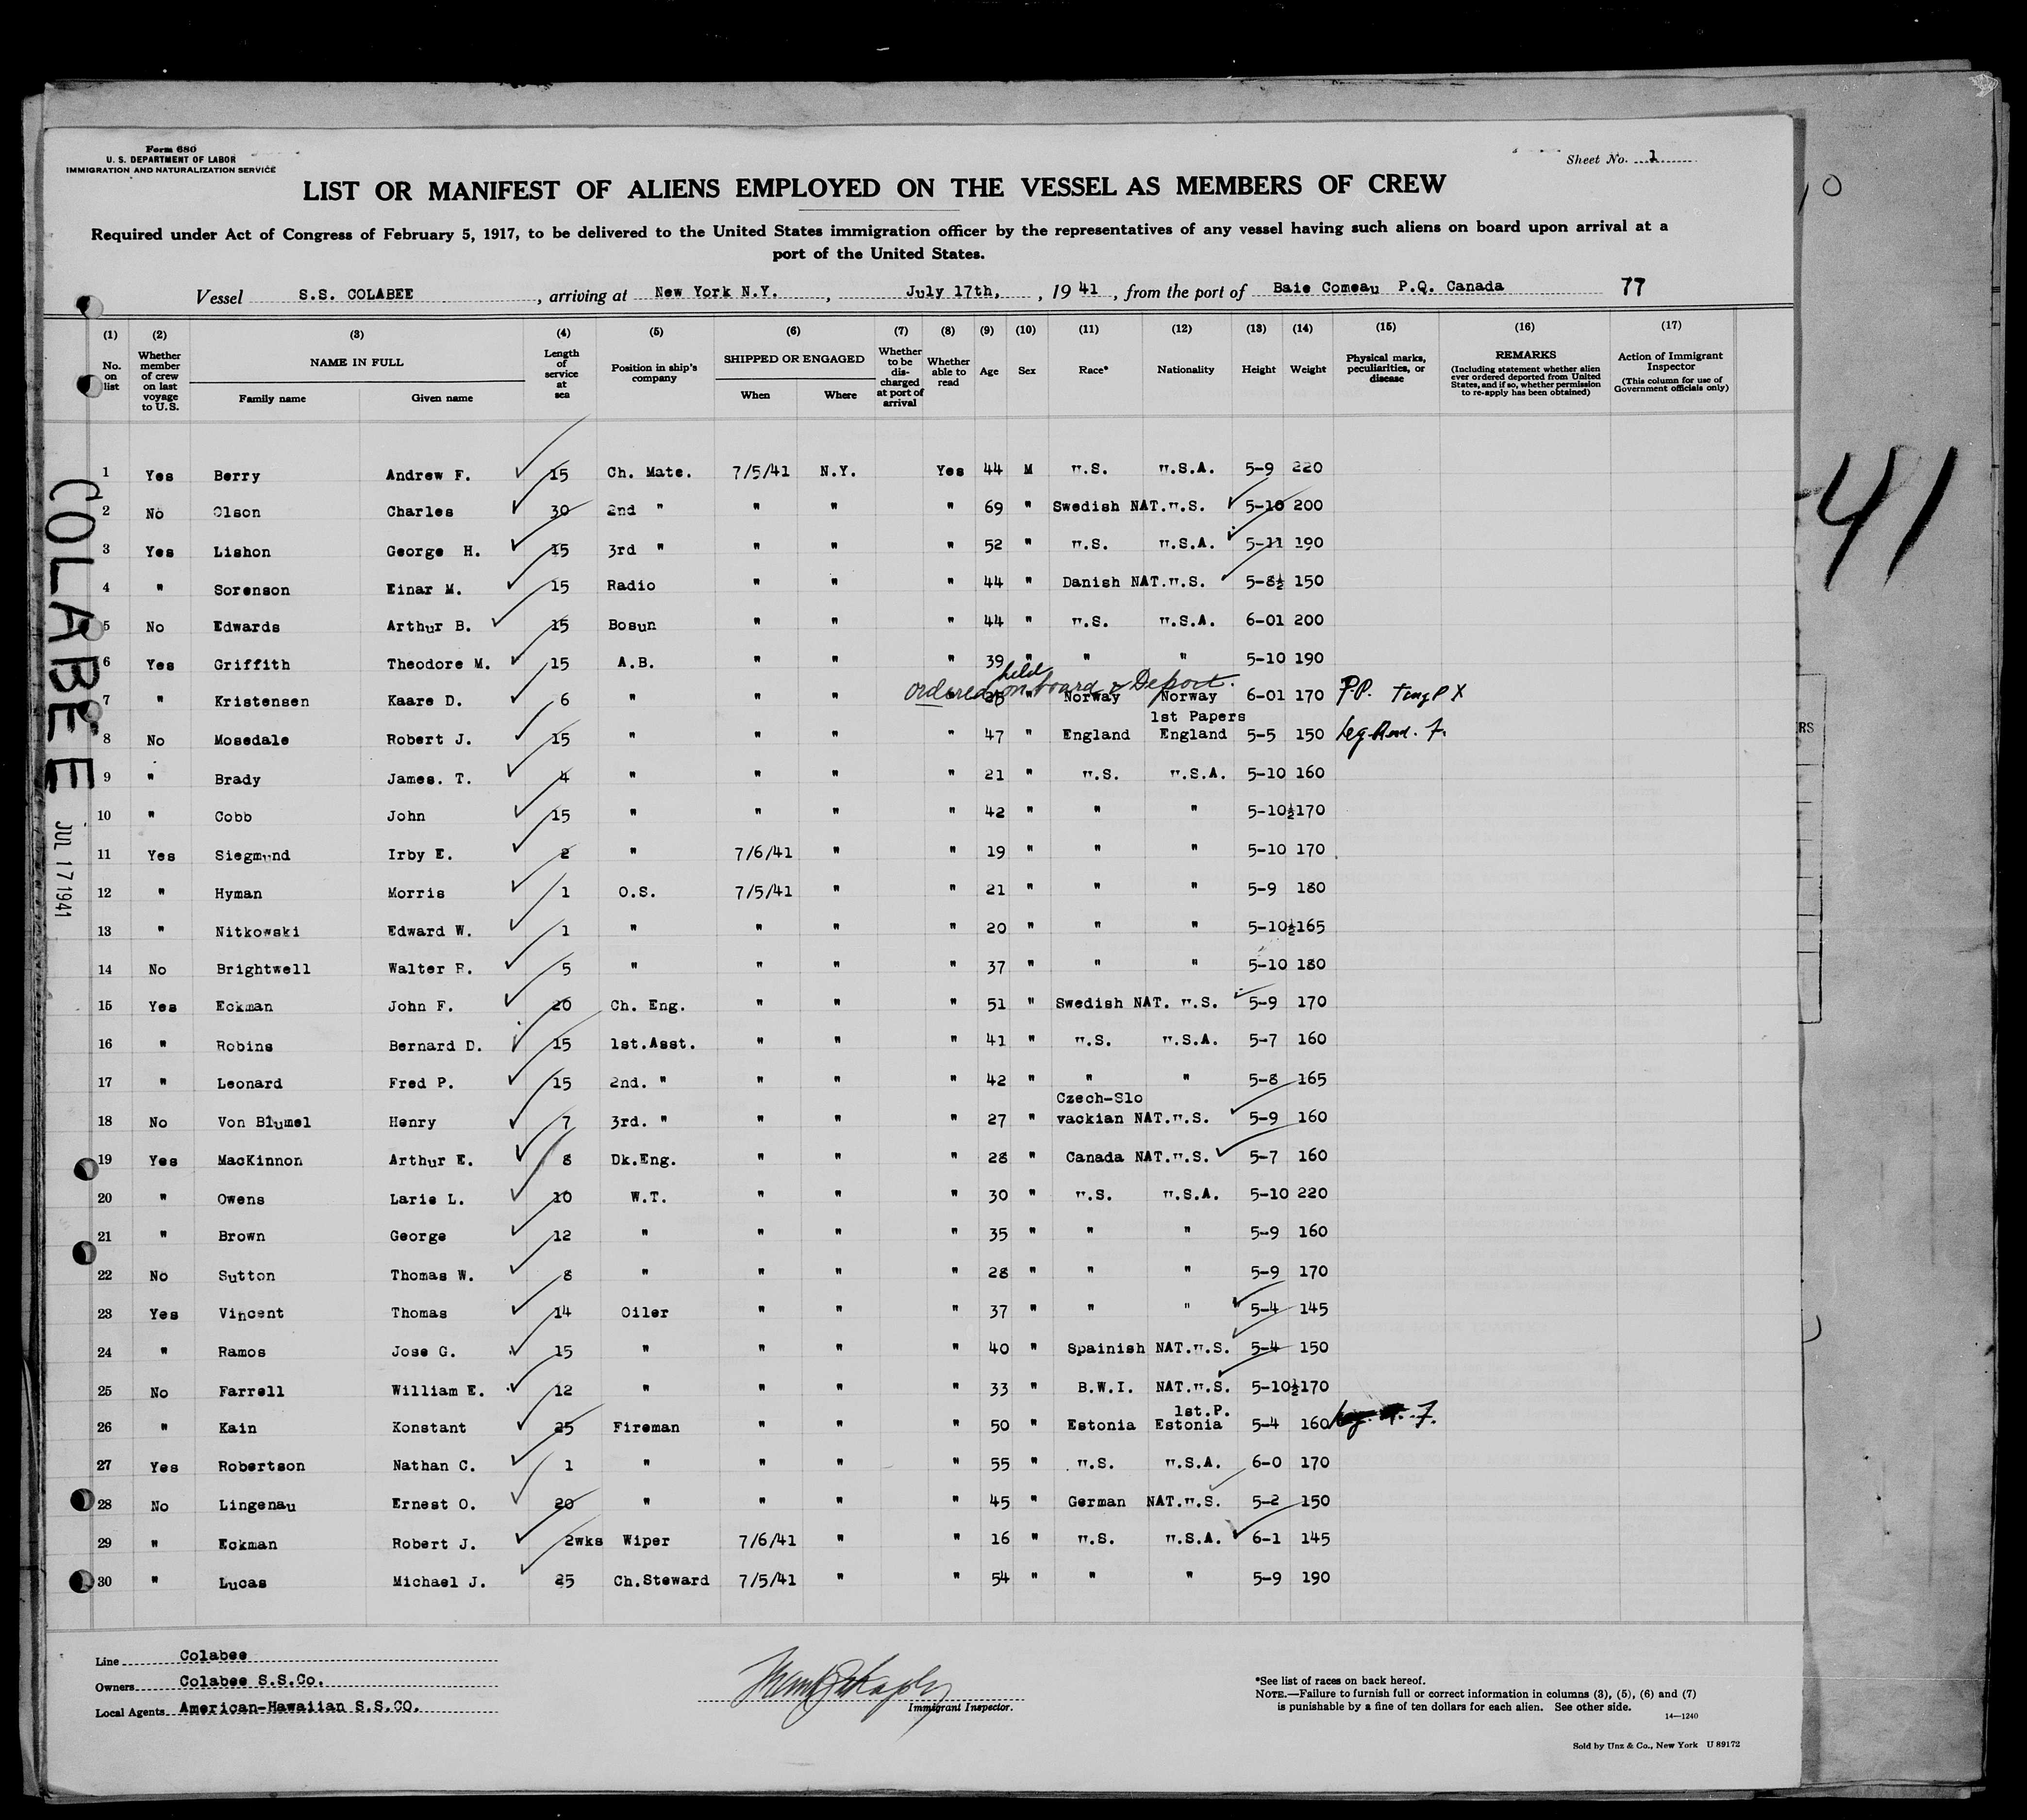 Form 680
U. S. DEPARTMENT OF LABOR
IMMIGRATION AND NATURALIZATION SERVICE
Sheet No. 1
LIST OR MANIFEST OF ALIENS EMPLOYED ON THE VESSEL AS MEMBERS OF CREW
Required under Act of Congress of February 5, 1917, to be delivered to the United States immigration officer by the representatives of any vessel having such aliens on board upon arrival at a
port of the United States.
Vessel S.S. COLABEE, arriving at New York N.Y., July 17th, , 19 41, from the port of Baie Comeau P.Q. Canada 77
(1) (2) (3) (4) (5) (6) (7) (8) (9) (10) (11) (12) (13) (14) (15) (16) (17)
No. on list
Whether member of crew on last voyage to U.S.
NAME IN FULL
Family name Given name
Length of service at sea
Position in ship's company
SHIPPED OR ENGAGED
When Where
Whether to be discharged at port of arrival
Whether able to read
Age Sex Race* Nationality Height Weight
Physical marks, peculiarities, or disease
REMARKS
(Including statement whether alien ever ordered deported from United States, and if so, whether permission to re-apply has been obtained)
Action of Immigrant Inspector
(This column for use of Government officials only)
1 Yes Berry Andrew F. 15 Ch. Mate. 7/5/41 N.Y. Yes 44 M U.S. U.S.A. 5-9 220
2 No Olson Charles 30 2nd " " " " 69 " Swedish NAT.U.S. 5-10 200
3 Yes Lishon George H. 15 3rd " " " " 52 " U.S. U.S.A. 5-11 190
4 " Sorenson Einar M. 15 Radio " " " 44 " Danish NAT.U.S. 5-8½ 150
5 No Edwards Arthur B. 15 Bosun " " " 44 " U.S. U.S.A. 6-01 200
6 Yes Griffith Theodore M. 15 A.B. " " " 39 " " " 5-10 190
ordered held on board & Deport.
7 " Kristensen Kaare D. 6 " " " " " Norway Norway 6-01 170 P.P.
1st Papers
8 No Mosedale Robert J. 15 " " " " 47 " England England 5-5 150
9 " Brady James. T. 4 " " " " 21 " U.S. U.S.A. 5-10 160
10 " Cobb John 15 " " " " 42 " " " 5-10½ 170
11 Yes Siegmund Irby E. 2 " 7/6/41 " " 19 " " " 5-10 170
12 " Hyman Morris 1 O.S. 7/5/41 " " 21 " " " 5-9 180
13 " Nitkowski Edward W. 1 " " " " 20 " " " 5-10½ 165
14 No Brightwell Walter R. 5 " " " " 37 " " " 5-10 180
15 Yes Eckman John F. 20 Ch. Eng. " " " 51 " Swedish NAT. U.S. 5-9 170
16 " Robins Bernard D. 15 1st.Asst. " " " 41 " U.S. U.S.A. 5-7 160
17 " Leonard Fred P. 15 2nd. " " " " 42 " " " 5-8 165
Czech-Slo
18 No Von Blumel Henry 7 3rd. " " " " 27 " vackian NAT.U.S. 5-9 160
19 Yes MacKinnon Arthur E. 8 Dk.Eng. " " " 28 " Canada NAT.U.S. 5-7 160
20 " Owens Larie L. 10 W.T. " " " 30 " U.S. U.S.A. 5-10 220
21 " Brown George 12 " " " " 35 " " " 5-9 160
22 No Sutton Thomas W. 8 " " " " 28 " " " 5-9 170
23 Yes Vincent Thomas 14 Oiler " " " 37 " " " 5-4 145
24 " Ramos Jose G. 15 " " " " 40 " Spainish NAT.U.S. 5-4 150
25 No Farrell William E. 12 " " " " 33 " B.W.I. NAT.U.S. 5-10½ 170
1st.P.
26 " Kain Konstant 25 Fireman " " " 50 " Estonia Estonia 5-4 160
27 Yes Robertson Nathan C. 1 " " " " 55 " U.S. U.S.A. 6-0 170
28 No Lingenau Ernest O. 20 " " " " 45 " German NAT.U.S. 5-2 150
29 " Eckman Robert J. 2wks Wiper 7/6/41 " " 16 " U.S. U.S.A. 6-1 145
30 " Lucas Michael J. 25 Ch.Steward 7/5/41 " " 54 " " " 5-9 190
Line Colabee
Owners Colabee S.S.Co.
Local Agents American-Hawaiian S.S.CO.
Immigrant Inspector.
*See list of races on back hereof.
NOTE.—Failure to furnish full or correct information in columns (3), (5), (6) and (7)
is punishable by a fine of ten dollars for each alien. See other side.
14—1240
Sold by Unz & Co., New York U 89172
COLABEE
JUL 17 1941
41
RS